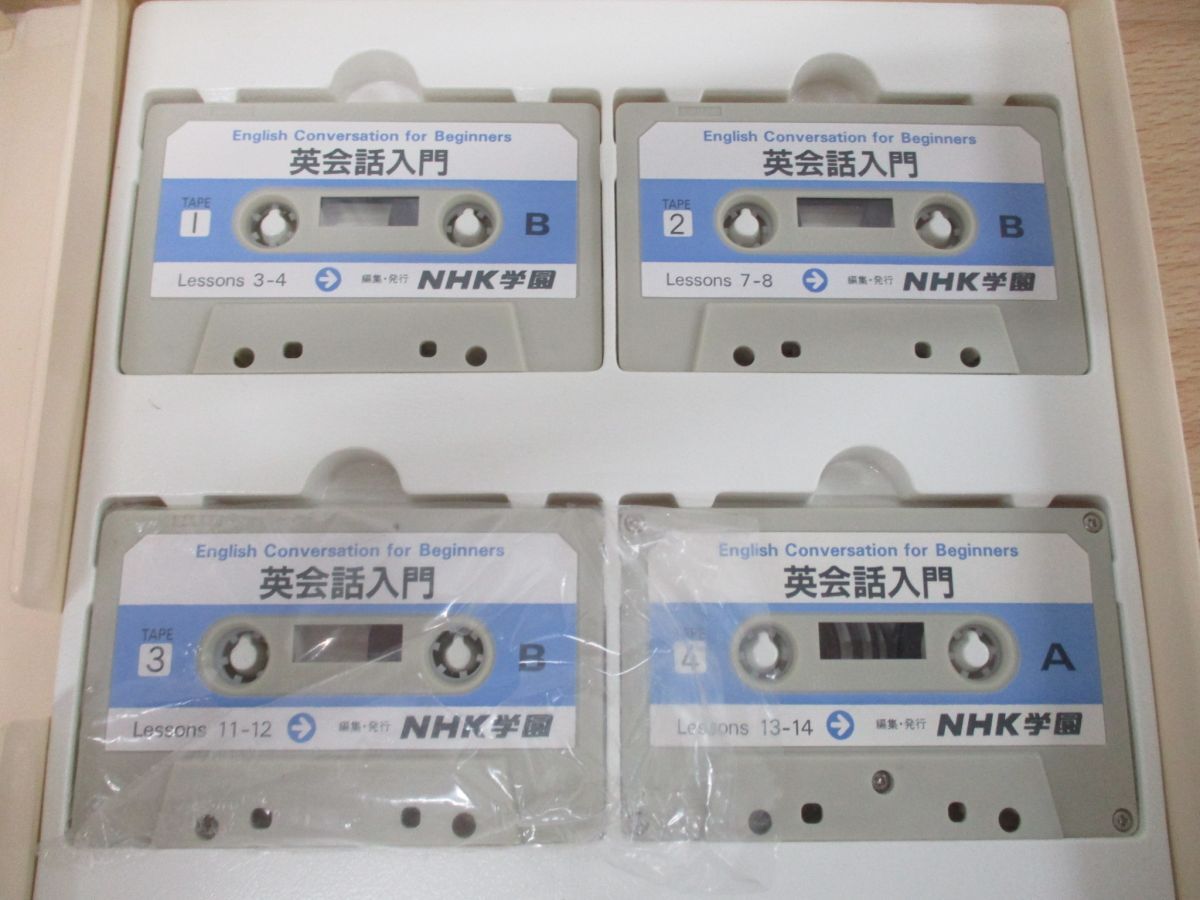 English Conversation for Beginners
英会話入門
TAPE
1
B
Lessons 3-4
編集・発行 NHK学園
English Conversation for Beginners
英会話入門
TAPE
2
B
Lessons 7-8
編集・発行 NHK学園
English Conversation for Beginners
英会話入門
TAPE
3
B
Lessons 11-12
編集・発行 NHK学園
English Conversation for Beginners
英会話入門
TAPE
4
A
Lessons 13-14
編集・発行 NHK学園